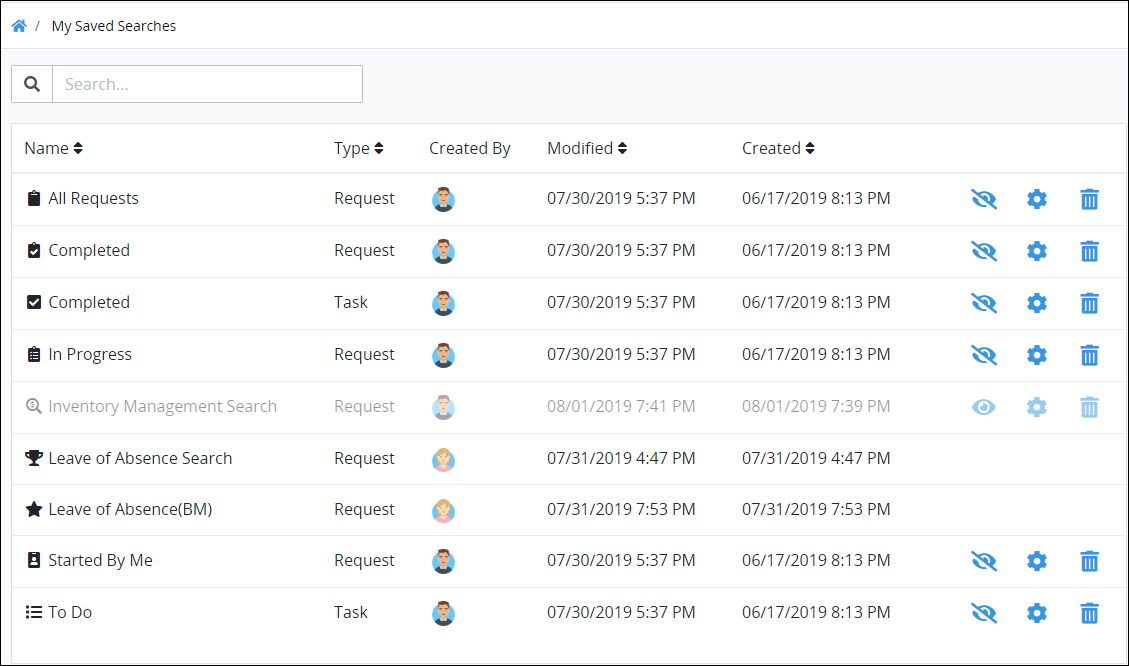 / My Saved Searches
Search...
Name Type Created By Modified Created
All Requests Request 07/30/2019 5:37 PM 06/17/2019 8:13 PM
Completed Request 07/30/2019 5:37 PM 06/17/2019 8:13 PM
Completed Task 07/30/2019 5:37 PM 06/17/2019 8:13 PM
In Progress Request 07/30/2019 5:37 PM 06/17/2019 8:13 PM
Inventory Management Search Request 08/01/2019 7:41 PM 08/01/2019 7:39 PM
Leave of Absence Search Request 07/31/2019 4:47 PM 07/31/2019 4:47 PM
Leave of Absence(BM) Request 07/31/2019 7:53 PM 07/31/2019 7:53 PM
Started By Me Request 07/30/2019 5:37 PM 06/17/2019 8:13 PM
To Do Task 07/30/2019 5:37 PM 06/17/2019 8:13 PM